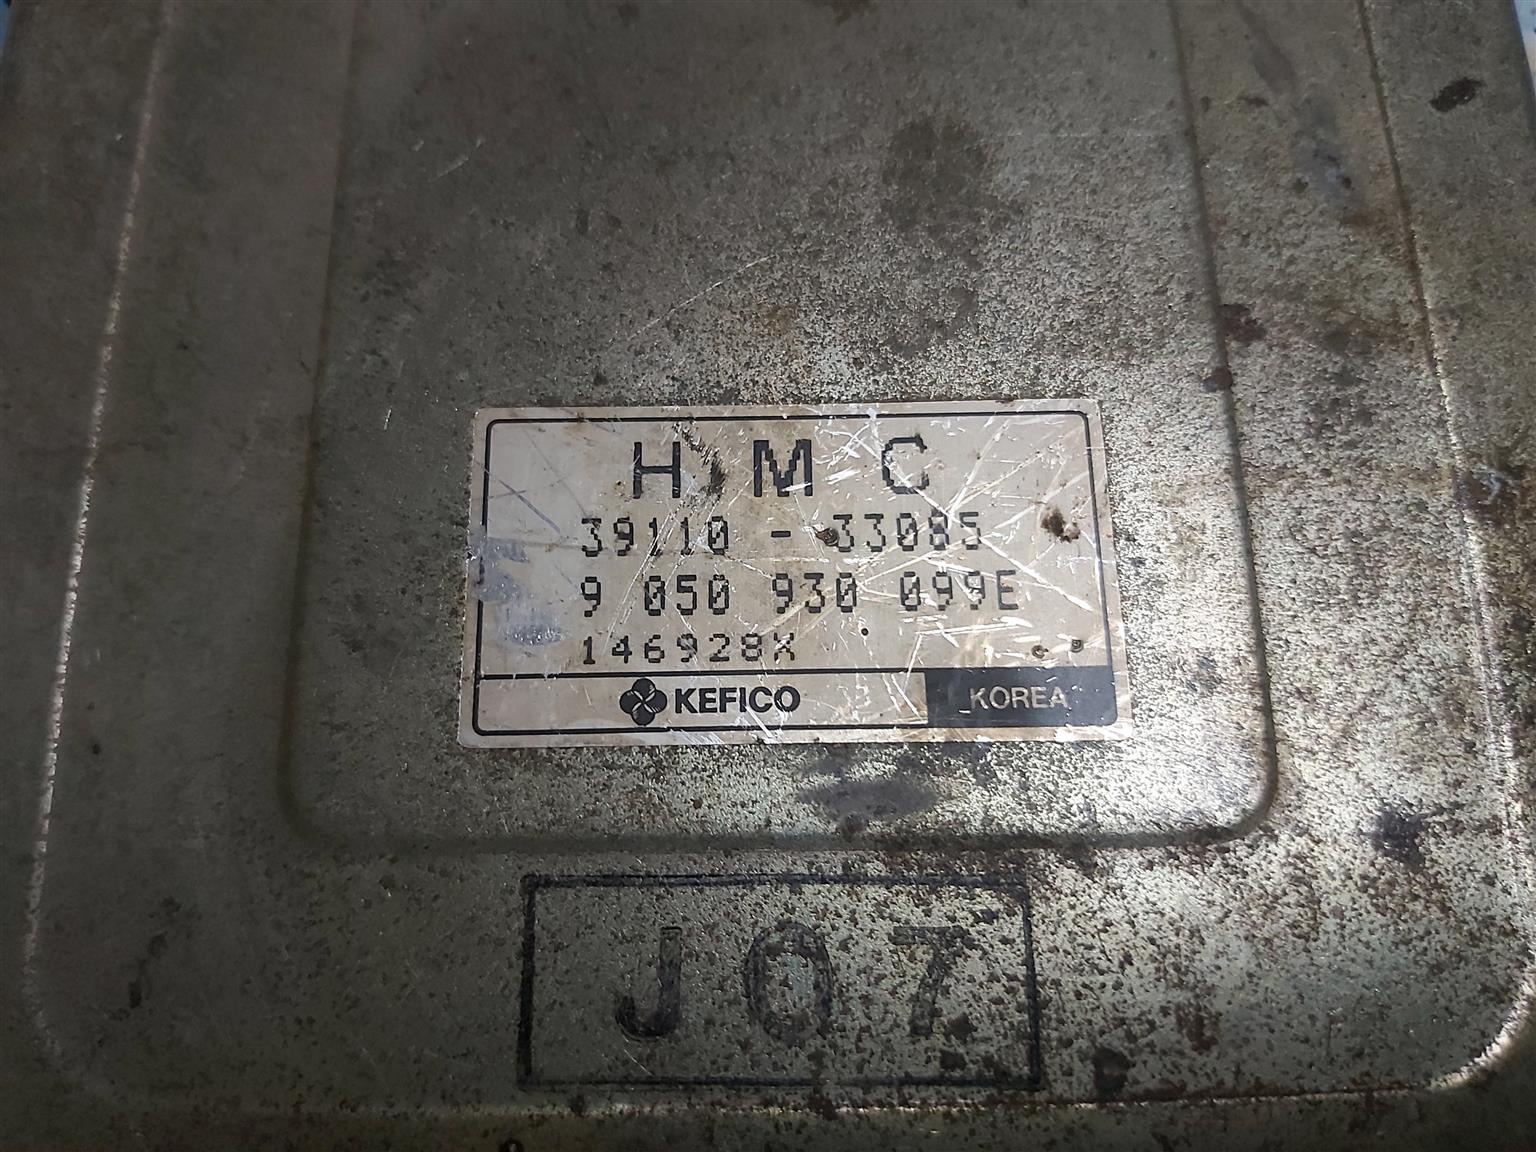 H M C
39110 - 33085
9 050 930 099E
146928X
KEFICO
KOREA
J07